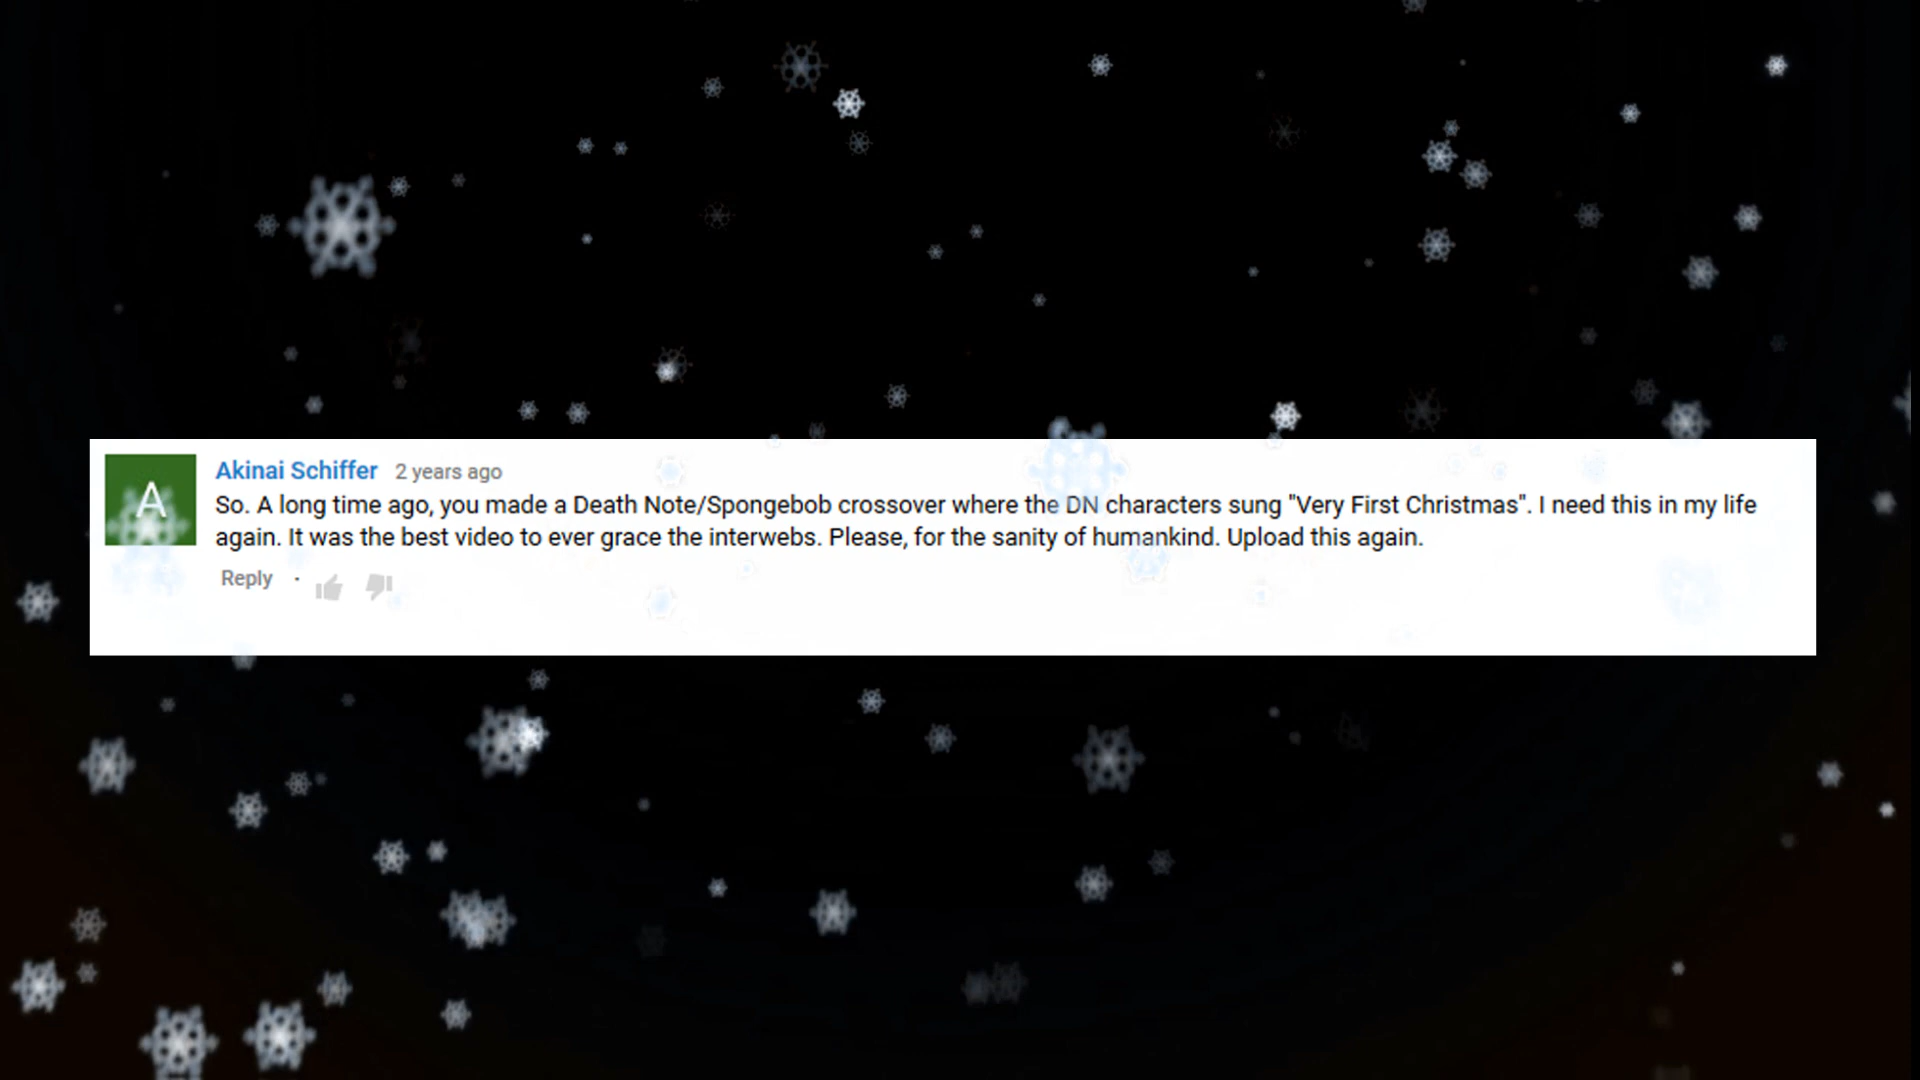 A
Akinai Schiffer 2 years ago
So. A long time ago, you made a Death Note/Spongebob crossover where the DN characters sung "Very First Christmas". I need this in my life
again. It was the best video to ever grace the interwebs. Please, for the sanity of humankind. Upload this again.
Reply ·